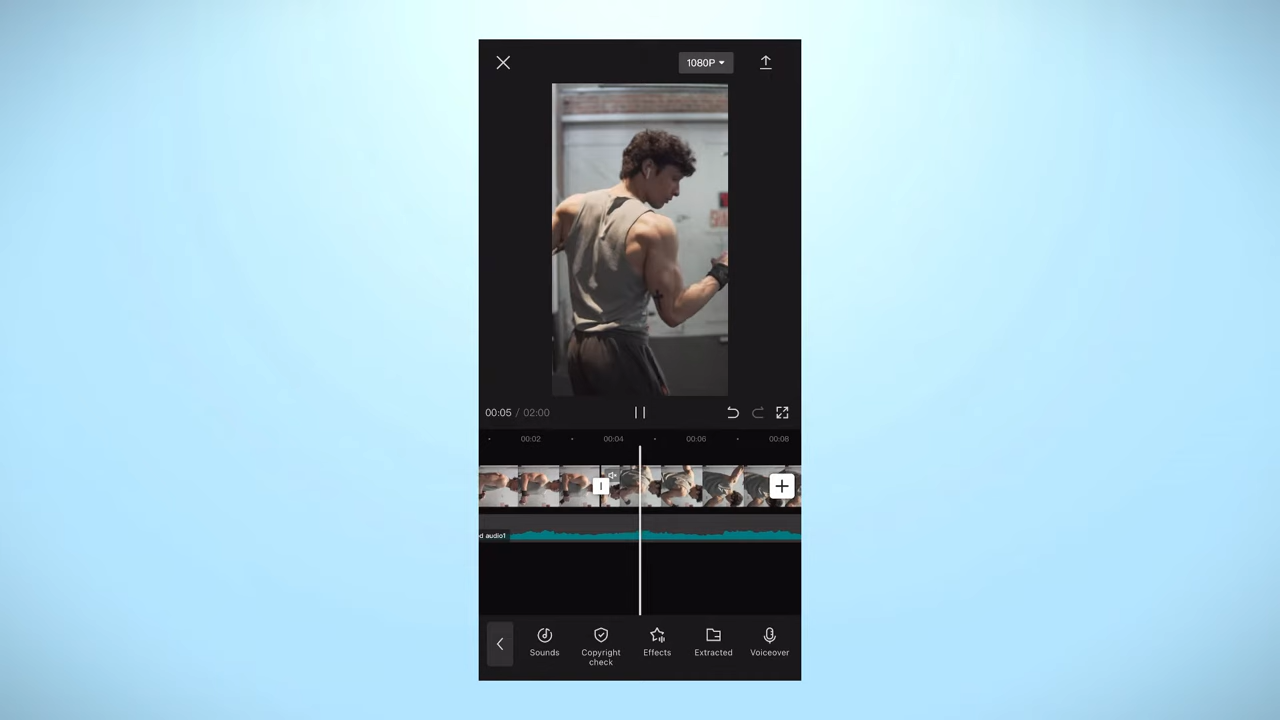 1080P
00:05 / 02:00
00:02
00:04
00:06
00:08
d audio1
Sounds
Copyright
check
Effects
Extracted
Voiceover